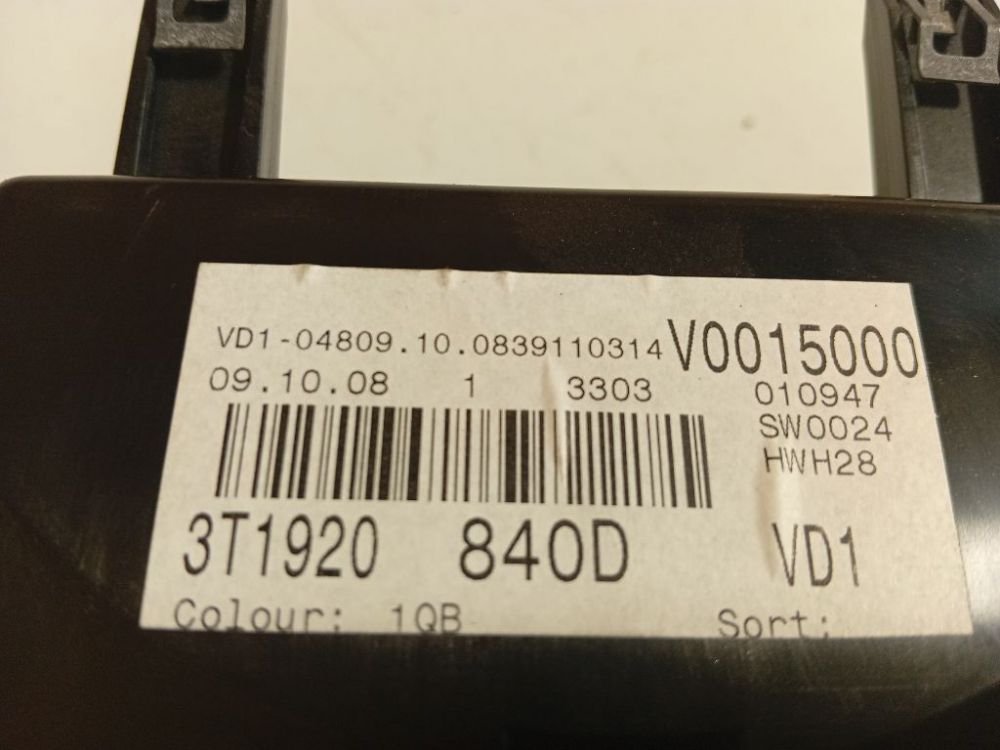 VD1-04809.10.0839110314 V0015000
09.10.08 1 3303 010947
SW0024
HWH28
3T1920 840D VD1
Colour: 1QB Sort: